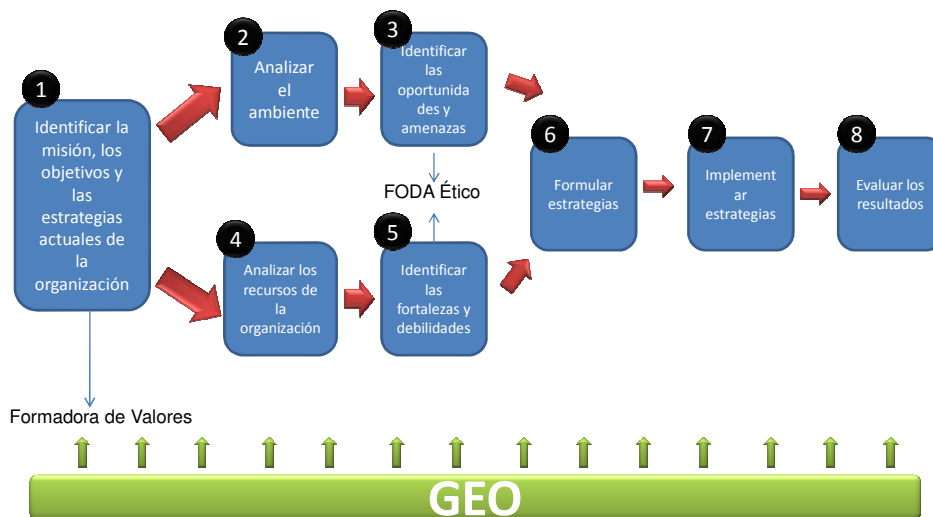 1
Identificar la
misión, los
objetivos y
las
estrategias
actuales de
la
organización
2
Analizar
el
ambiente
3
Identificar
las
oportunida
des y
amenazas
FODA Ético
4
Analizar los
recursos de
la
organización
5
Identificar
las
fortalezas y
debilidades
6
Formular
estrategias
7
Implement
ar
estrategias
8
Evaluar los
resultados
Formadora de Valores
GEO